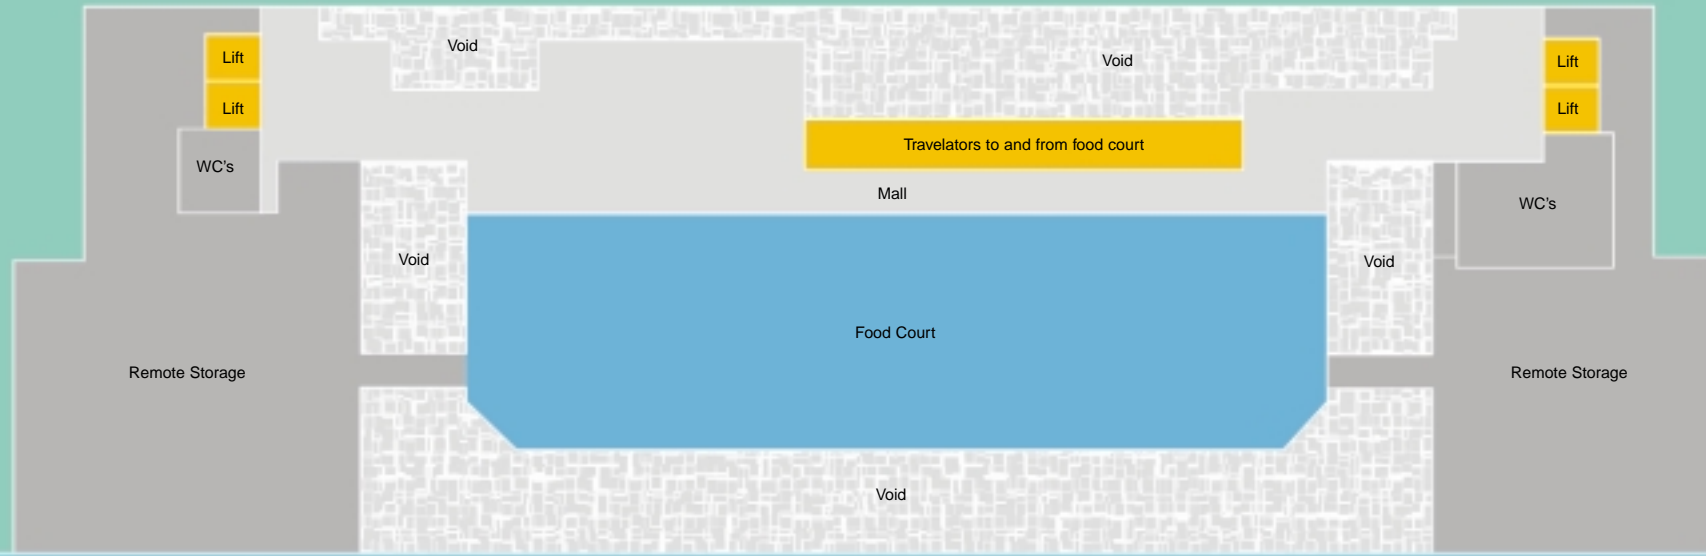 Void
Void
Lift
Lift
Lift
Lift
Travelators to and from food court
WC's
Mall
WC's
Void
Void
Food Court
Remote Storage
Remote Storage
Void